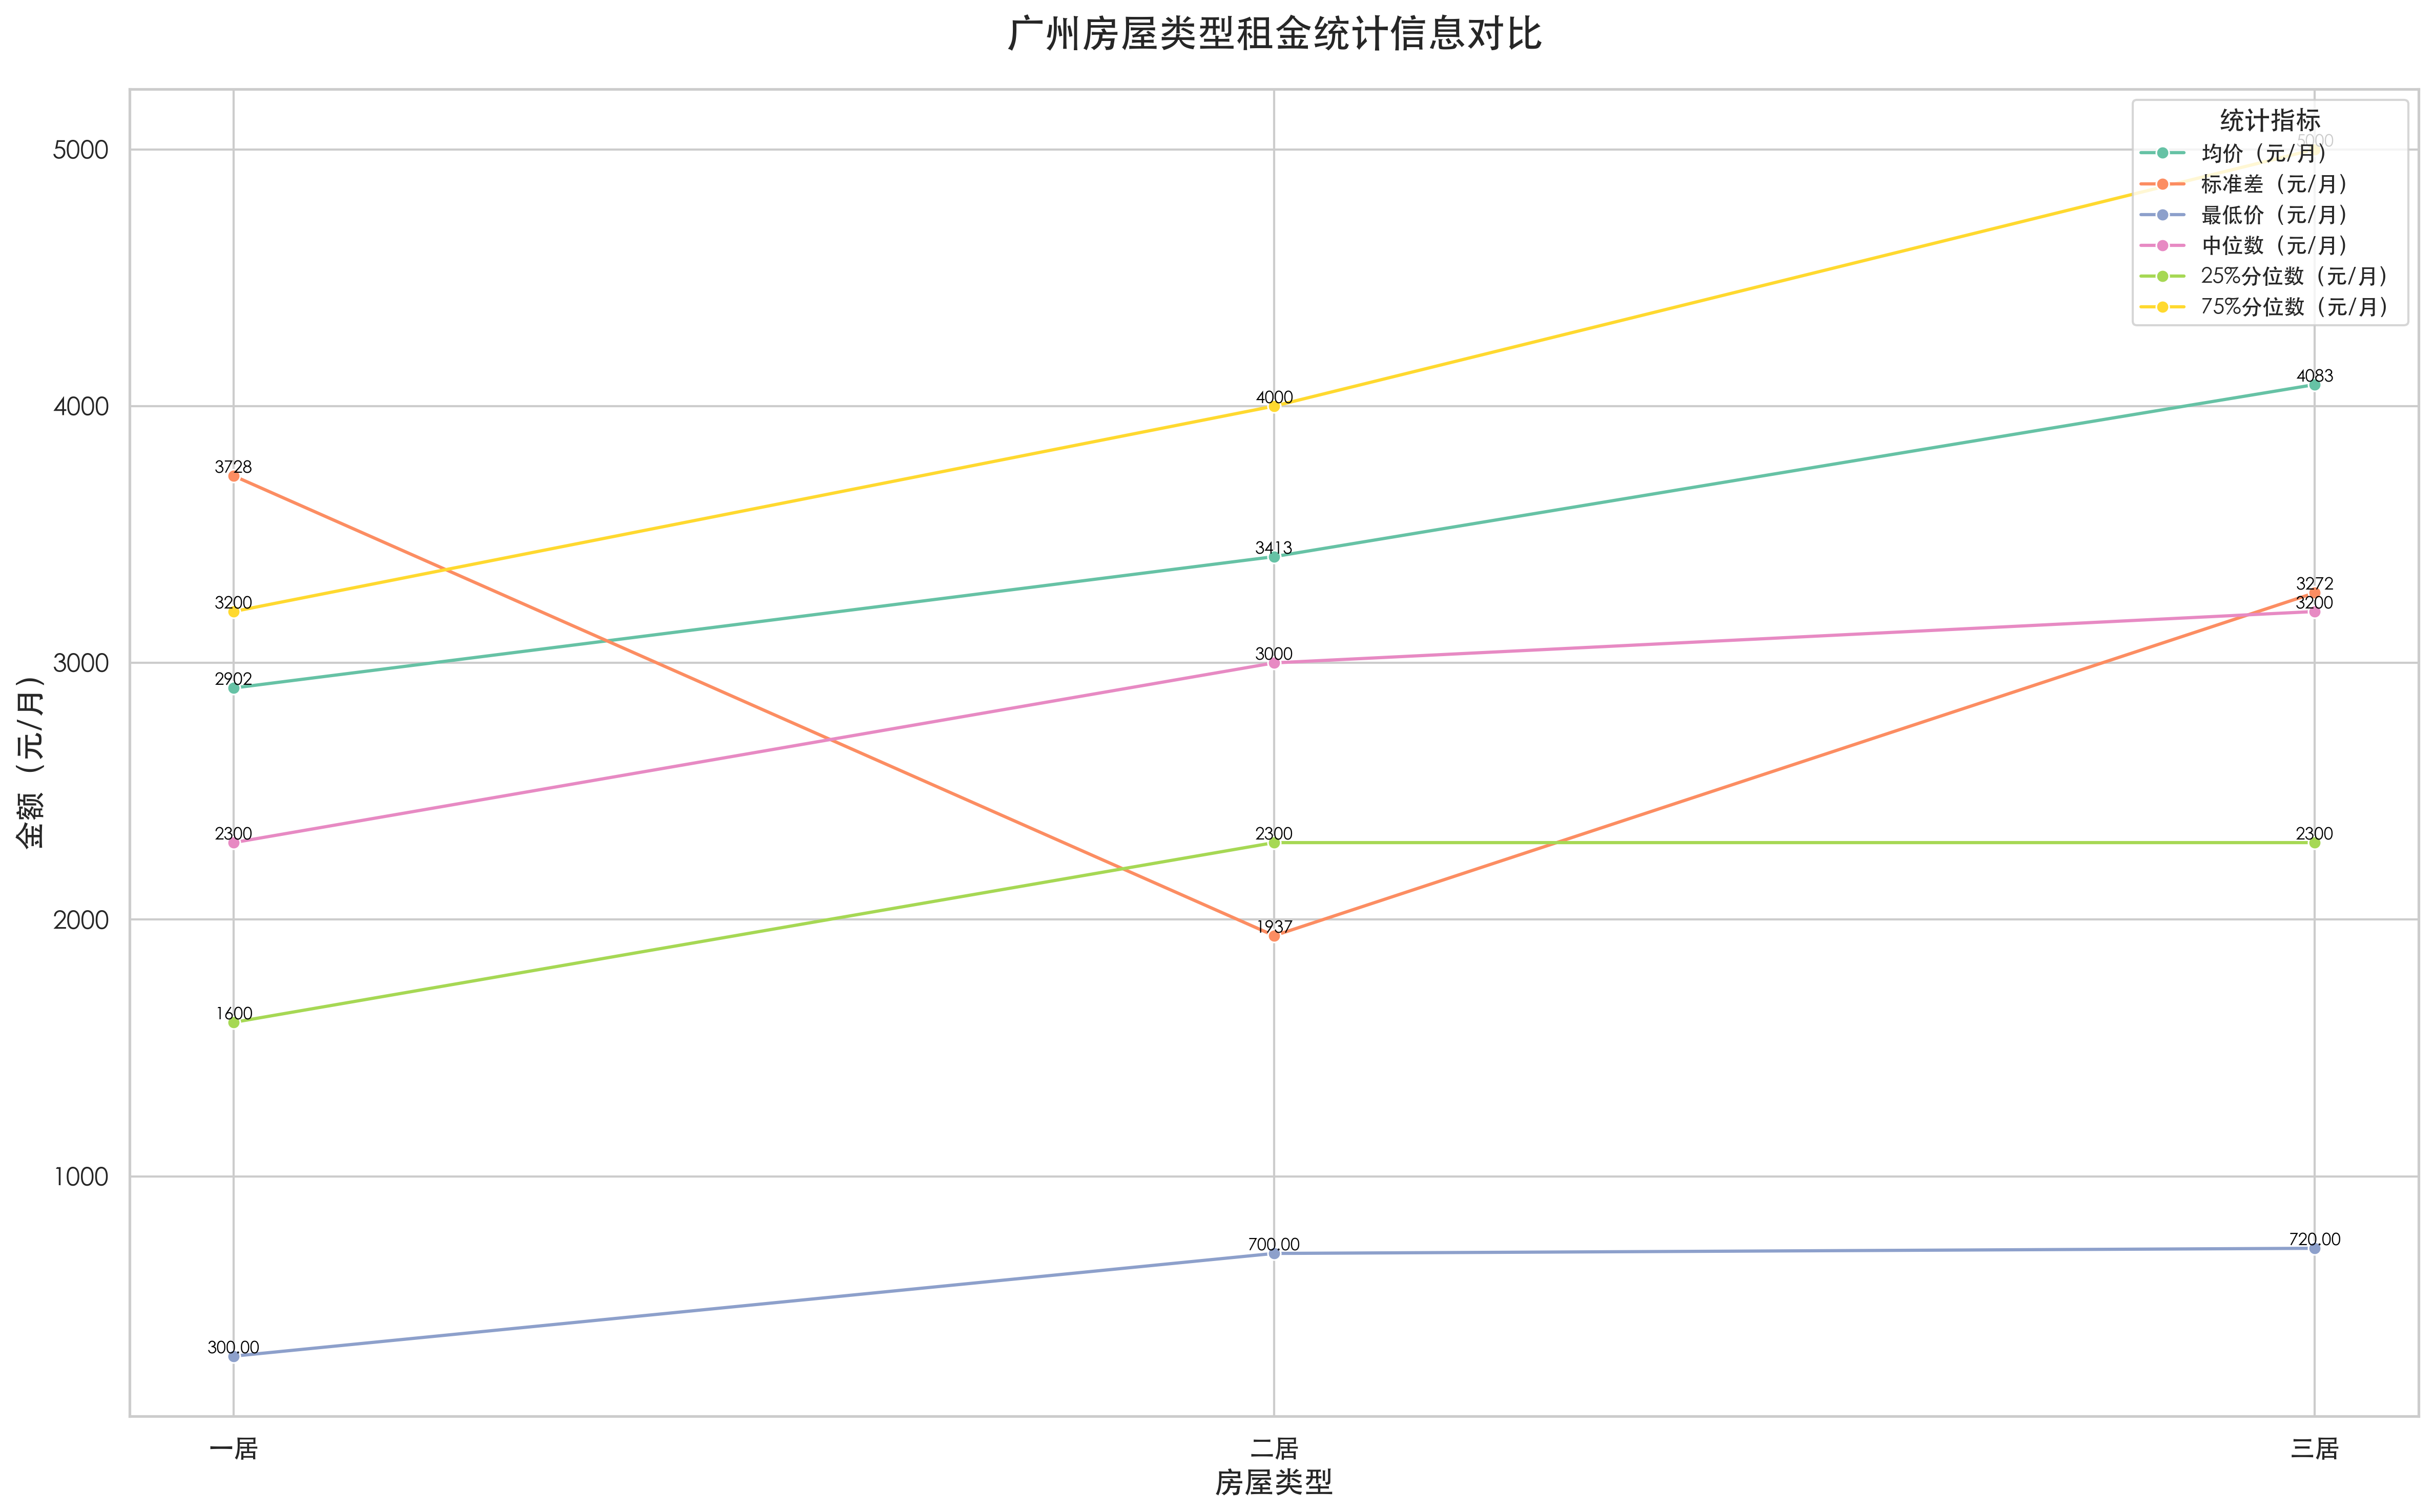 广州房屋类型租金统计信息对比
统计指标
均价（元/月）
标准差（元/月）
最低价（元/月）
中位数（元/月）
25%分位数（元/月）
75%分位数（元/月）
金额（元/月）
5000
4000
3000
2000
1000
5000
4083
4000
3728
3413
3272
3200
3200
3000
2902
2300
2300
2300
1937
1600
700.00
720.00
300.00
一居
二居
三居
房屋类型